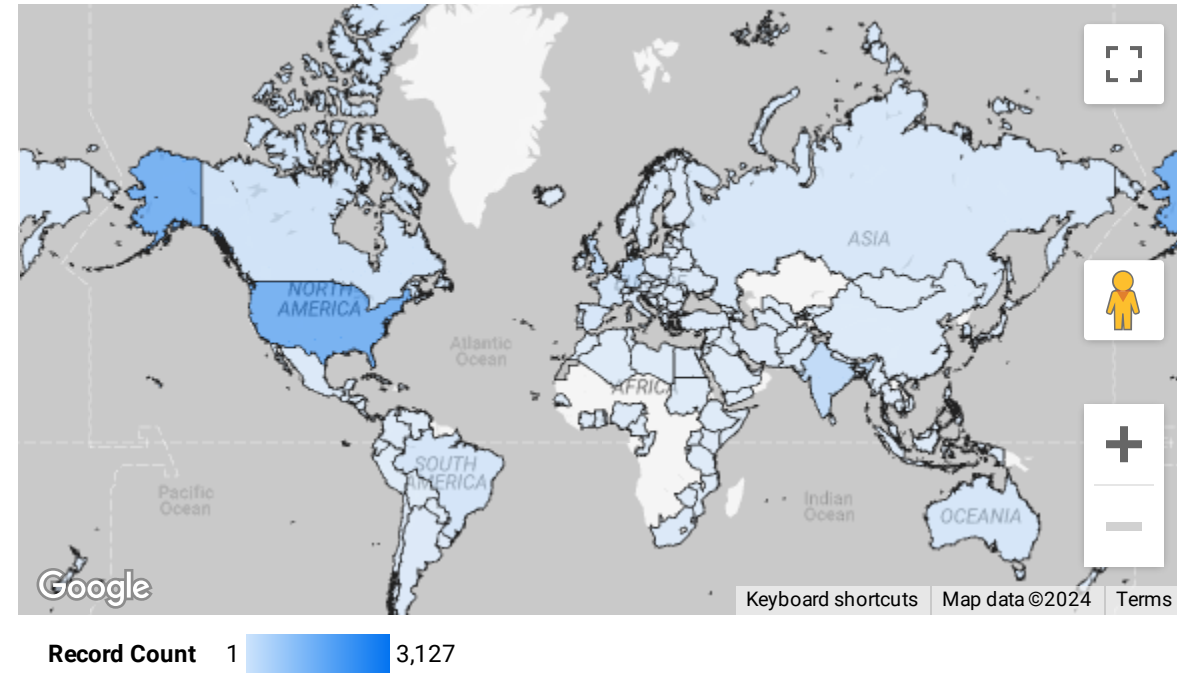 ASIA
NORTH
AMERICA
Atlantic
Ocean
AFRICA
SOUTH
AMERICA
Pacific
Ocean
Indian
Ocean
OCEANIA
Google
Keyboard shortcuts
Map data ©2024
Terms
Record Count 1 3,127